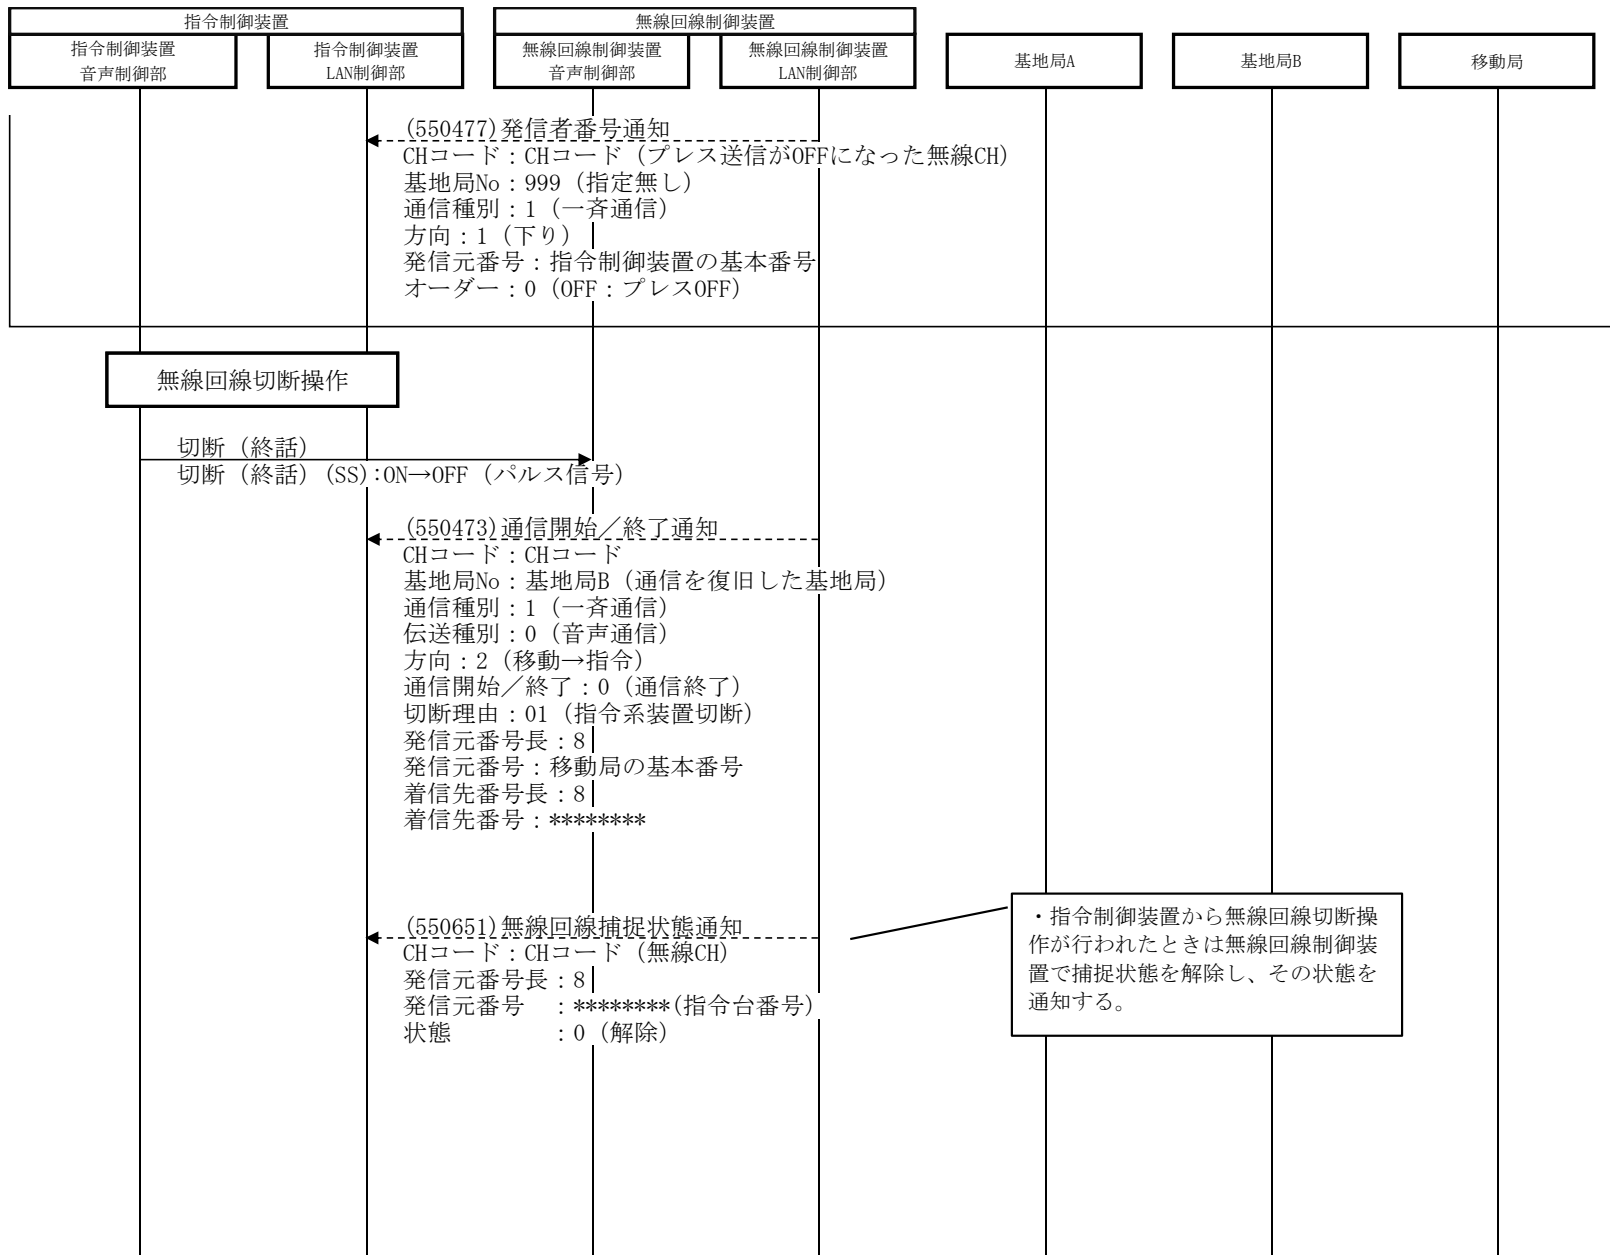 指令制御装置
無線回線制御装置
指令制御装置
音声制御部
指令制御装置
LAN制御部
無線回線制御装置
音声制御部
無線回線制御装置
LAN制御部
基地局A
基地局B
移動局
(550477)発信者番号通知
CHコード：CHコード（プレス送信がOFFになった無線CH）
基地局No：999（指定無し）
通信種別：1（一斉通信）
方向：1（下り）
発信元番号：指令制御装置の基本番号
オーダー：0（OFF：プレスOFF）
無線回線切断操作
切断（終話）
切断（終話）(SS):ON→OFF（パルス信号）
(550473)通信開始／終了通知
CHコード：CHコード
基地局No：基地局B（通信を復旧した基地局）
通信種別：1（一斉通信）
伝送種別：0（音声通信）
方向：2（移動→指令）
通信開始／終了：0（通信終了）
切断理由：01（指令系装置切断）
発信元番号長：8
発信元番号：移動局の基本番号
着信先番号長：8
着信先番号：********
(550651)無線回線捕捉状態通知
CHコード：CHコード（無線CH）
発信元番号長：8
発信元番号　：********(指令台番号)
状態　　　　：0（解除）
・指令制御装置から無線回線切断操
作が行われたときは無線回線制御装
置で捕捉状態を解除し、その状態を
通知する。